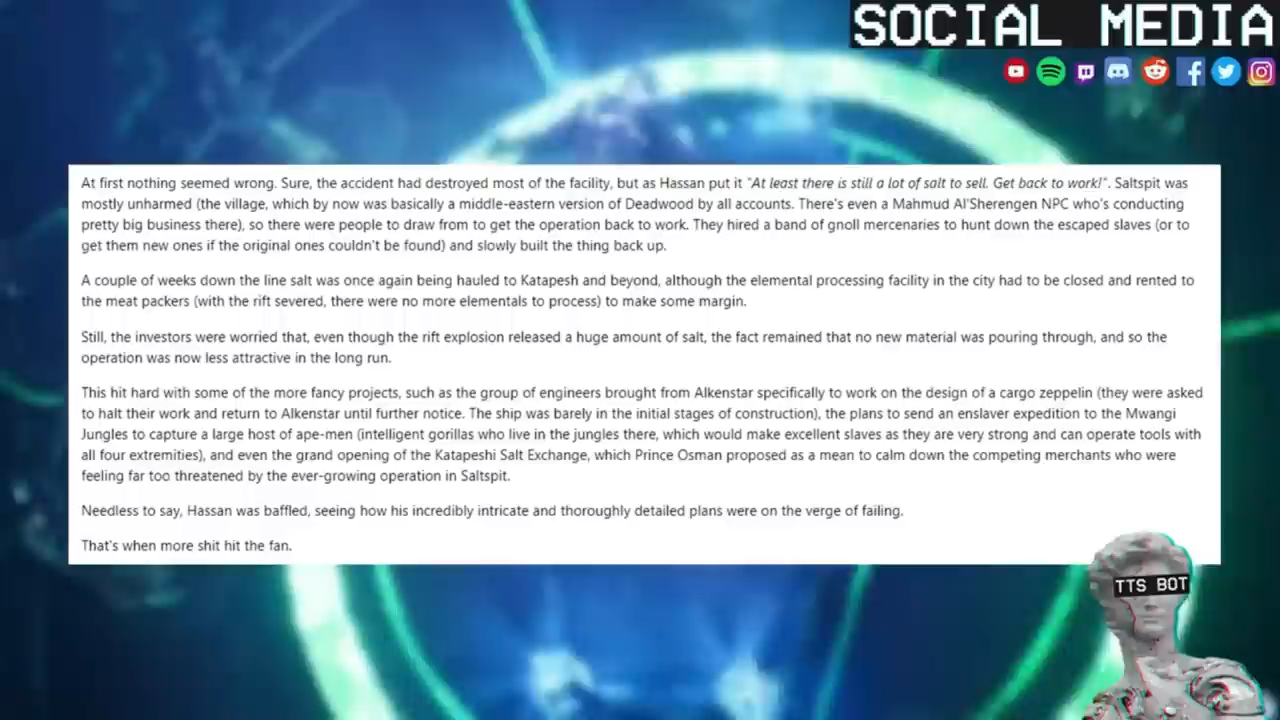 SOCIAL MEDIA
At first nothing seemed wrong. Sure, the accident had destroyed most of the facility, but as Hassan put it "At least there is still a lot of salt to sell. Get back to work!". Saltspit was
mostly unharmed (the village, which by now was basically a middle-eastern version of Deadwood by all accounts. There's even a Mahmud Al'Sherengen NPC who's conducting
pretty big business there), so there were people to draw from to get the operation back to work. They hired a band of gnoll mercenaries to hunt down the escaped slaves (or to
get them new ones if the original ones couldn't be found) and slowly built the thing back up.
A couple of weeks down the line salt was once again being hauled to Katapesh and beyond, although the elemental processing facility in the city had to be closed and rented to
the meat packers (with the rift severed, there were no more elementals to process) to make some margin.
Still, the investors were worried that, even though the rift explosion released a huge amount of salt, the fact remained that no new material was pouring through, and so the
operation was now less attractive in the long run.
This hit hard with some of the more fancy projects, such as the group of engineers brought from Alkenstar specifically to work on the design of a cargo zeppelin (they were asked
to halt their work and return to Alkenstar until further notice. The ship was barely in the initial stages of construction), the plans to send an enslaver expedition to the Mwangi
Jungles to capture a large host of ape-men (intelligent gorillas who live in the jungles there, which would make excellent slaves as they are very strong and can operate tools with
all four extremities), and even the grand opening of the Katapeshi Salt Exchange, which Prince Osman proposed as a mean to calm down the competing merchants who were
feeling far too threatened by the ever-growing operation in Saltspit.
Needless to say, Hassan was baffled, seeing how his incredibly intricate and thoroughly detailed plans were on the verge of failing.
That's when more shit hit the fan.
TTS BOT